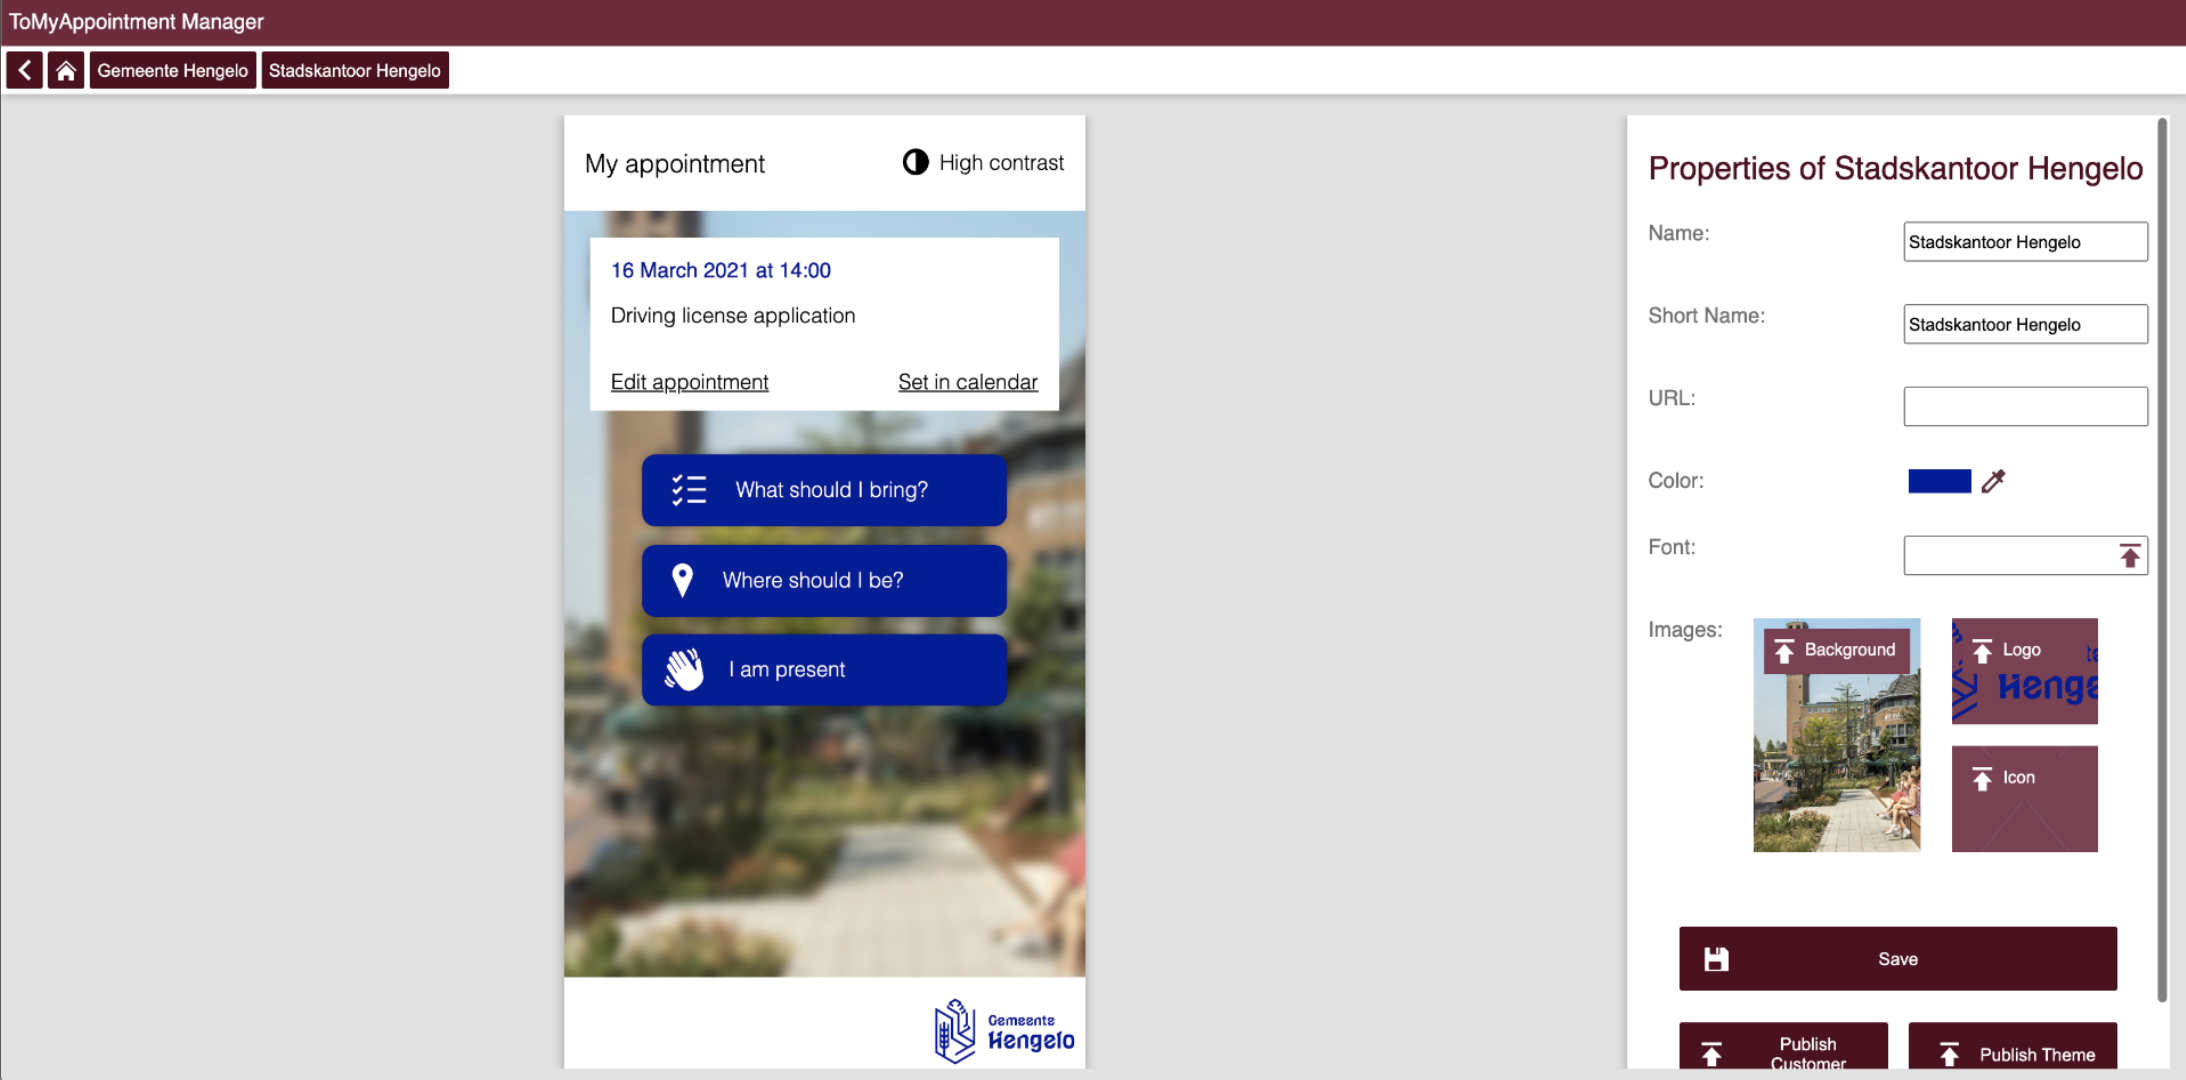 ToMyAppointment Manager
Gemeente Hengelo Stadskantoor Hengelo
My appointment High contrast
16 March 2021 at 14:00
Driving license application
Edit appointment Set in calendar
What should I bring?
Where should I be?
I am present
Gemeente
Hengelo
Properties of Stadskantoor Hengelo
Name: Stadskantoor Hengelo
Short Name: Stadskantoor Hengelo
URL:
Color:
Font:
Images:
Background
Logo
Icon
Save
Publish
Customer
Publish Theme